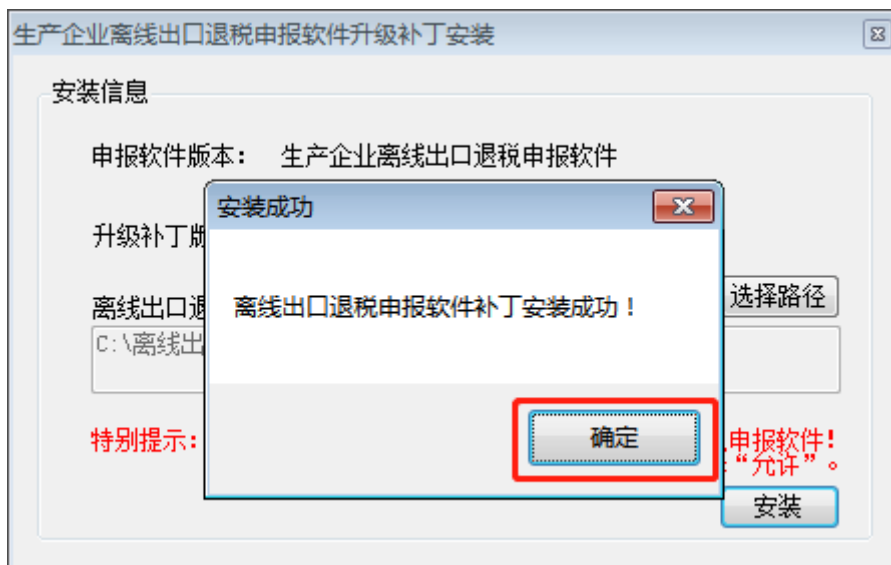 生产企业离线出口退税申报软件升级补丁安装
安装信息
申报软件版本： 生产企业离线出口退税申报软件
安装成功
升级补丁版
离线出口退税申报软件补丁安装成功！
离线出口退
选择路径
C:\离线出
确定
特别提示：
申报软件！
“允许”。
安装